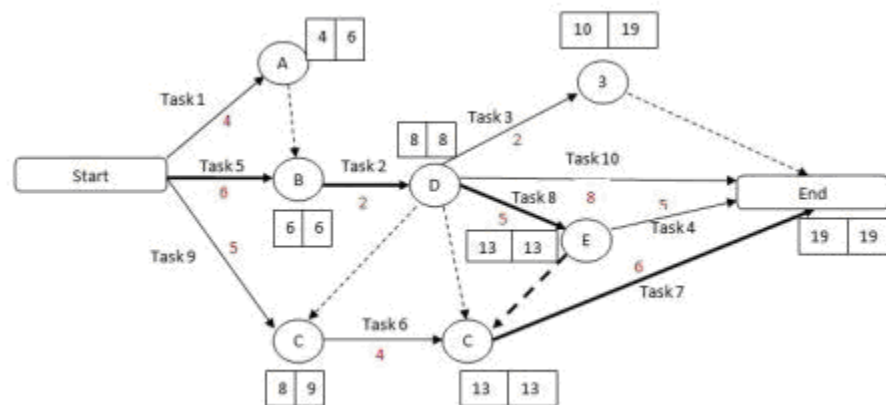 4 6
10 19
A
3
Task 1
4
Task 3
2
8 8
Task 10
Start
Task 5
6
B
Task 2
2
D
Task 8
5
8
5
End
6 6
Task 9
5
13 13
E
Task 4
19 19
6
Task 7
C
Task 6
4
C
8 9
13 13